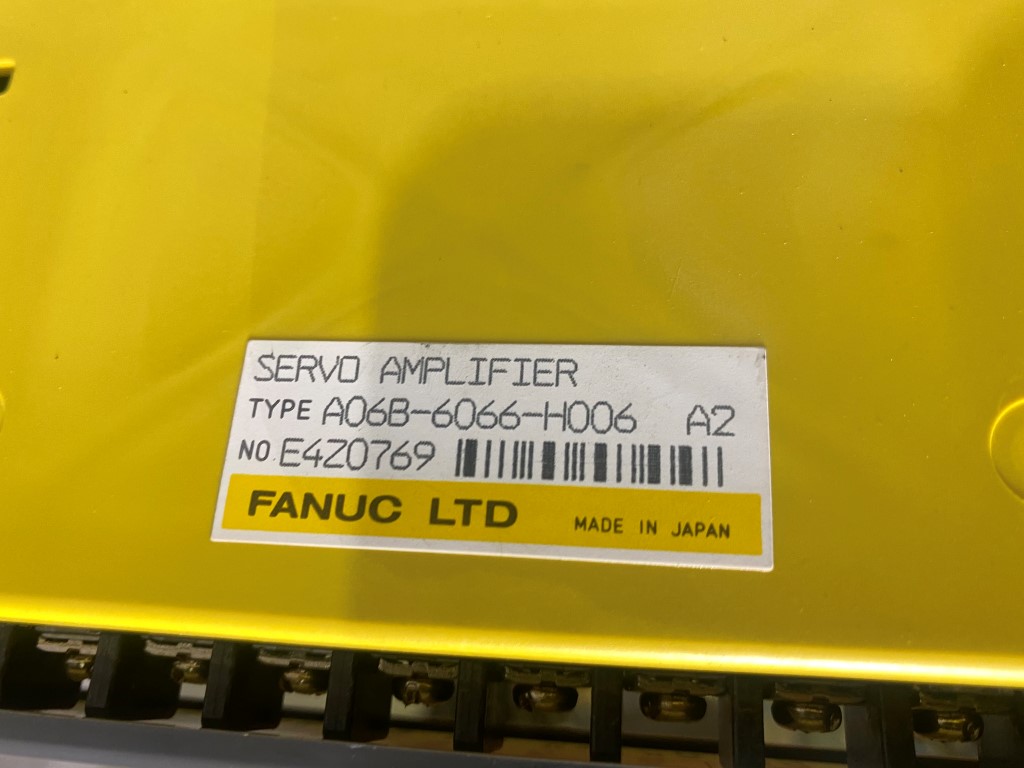 SERVO AMPLIFIER
TYPE A06B-6066-H006 A2
NO. E4Z0769
FANUC LTD MADE IN JAPAN